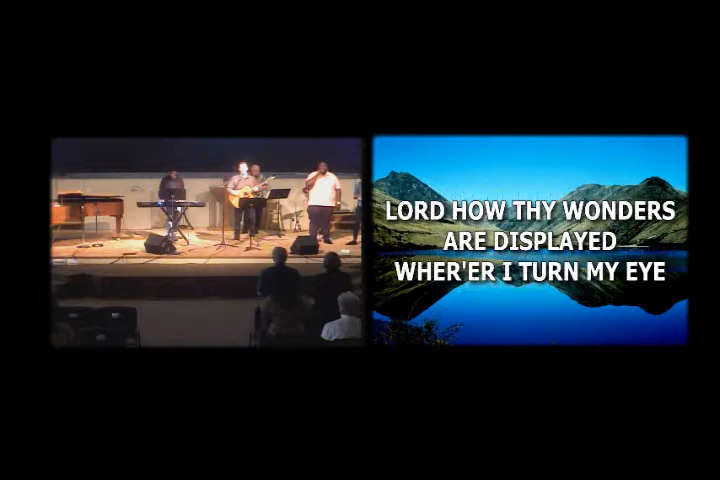 LORD HOW THY WONDERS
ARE DISPLAYED
WHER'ER I TURN MY EYE